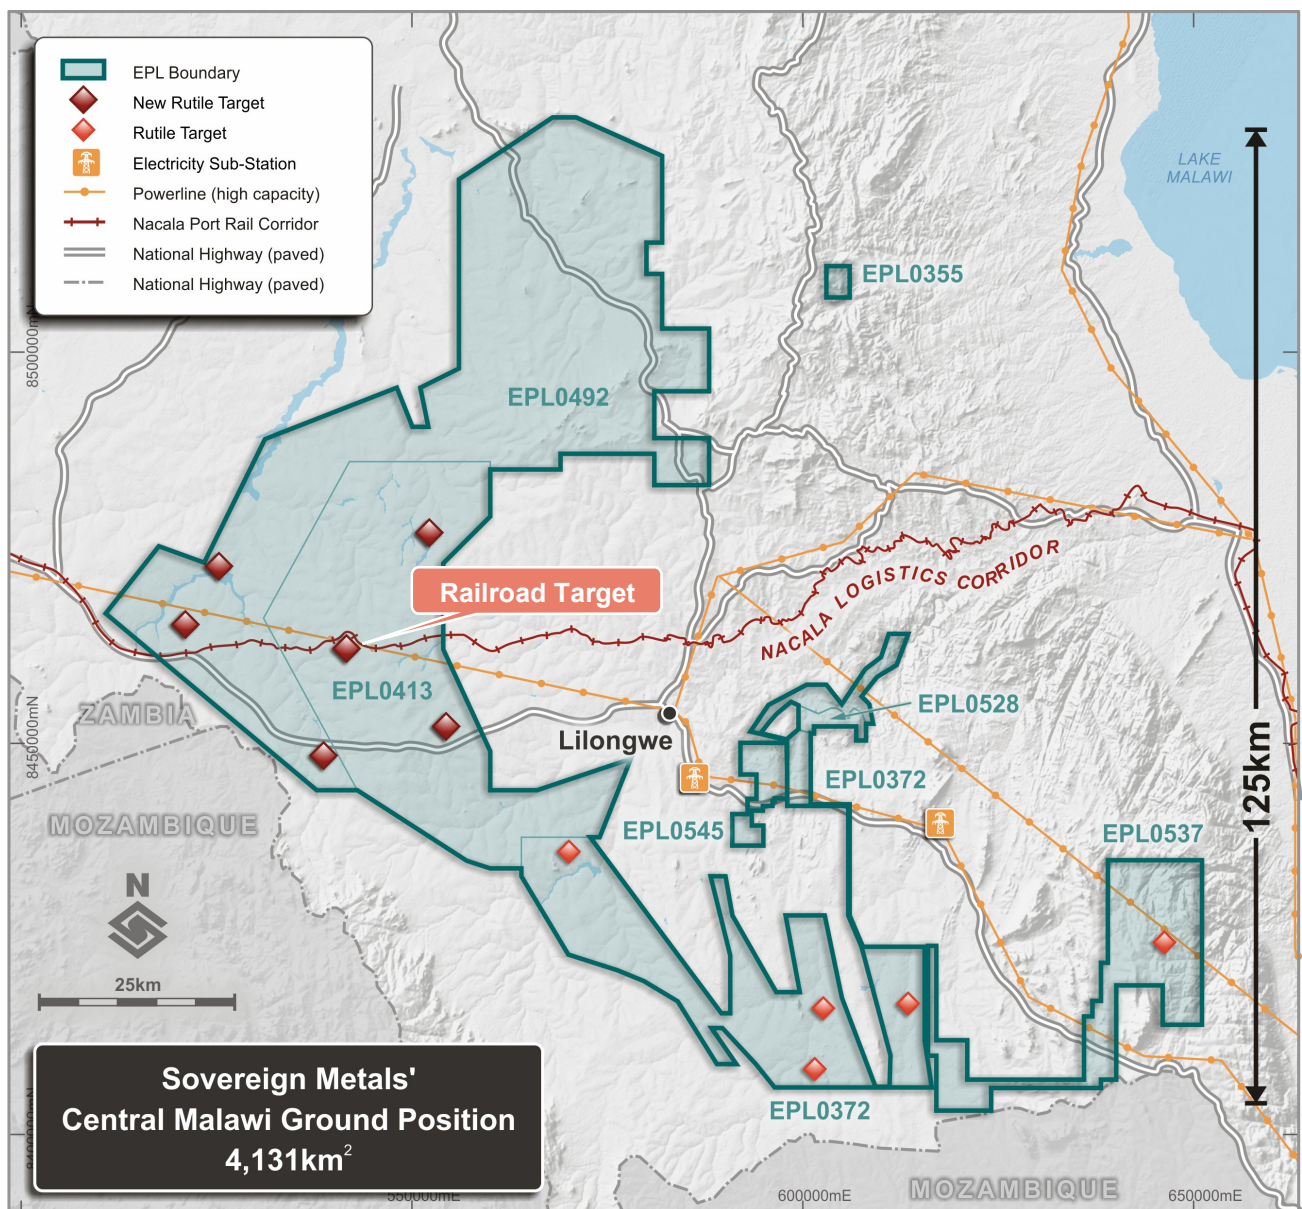 EPL Boundary
New Rutile Target
Rutile Target
Electricity Sub-Station
Powerline (high capacity)
Nacala Port Rail Corridor
National Highway (paved)
National Highway (paved)
LAKE
MALAWI
EPL0355
8500000mN
EPL0492
Railroad Target
NACALA LOGISTICS CORRIDOR
EPL0413
ZAMBIA
EPL0528
Lilongwe
8450000mN
EPL0372
125km
MOZAMBIQUE
EPL0545
EPL0537
N
25km
Sovereign Metals'
Central Malawi Ground Position
4,131km²
EPL0372
8400000mN
550000mE
600000mE
MOZAMBIQUE
650000mE